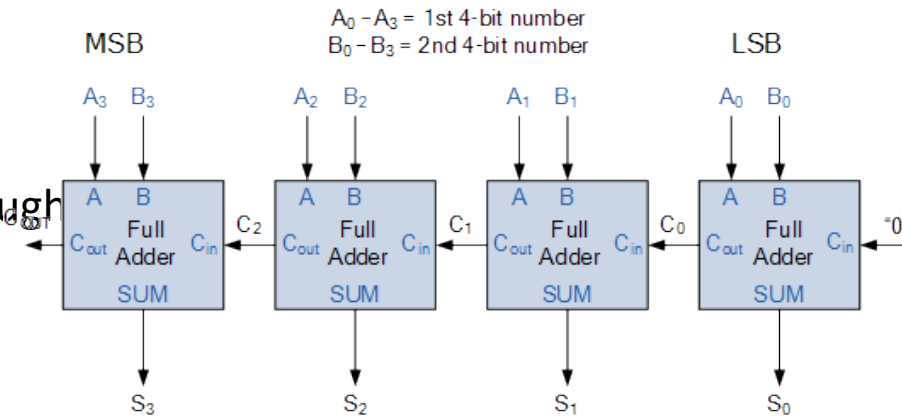 A0 – A3 = 1st 4-bit number
B0 – B3 = 2nd 4-bit number
MSB
LSB
A3 B3 A2 B2 A1 B1 A0 B0
A B A B A B A B
ugh
Cout Full Adder Cin C2 Cout Full Adder Cin C1 Cout Full Adder Cin C0 Cout Full Adder Cin "0
SUM SUM SUM SUM
S3 S2 S1 S0